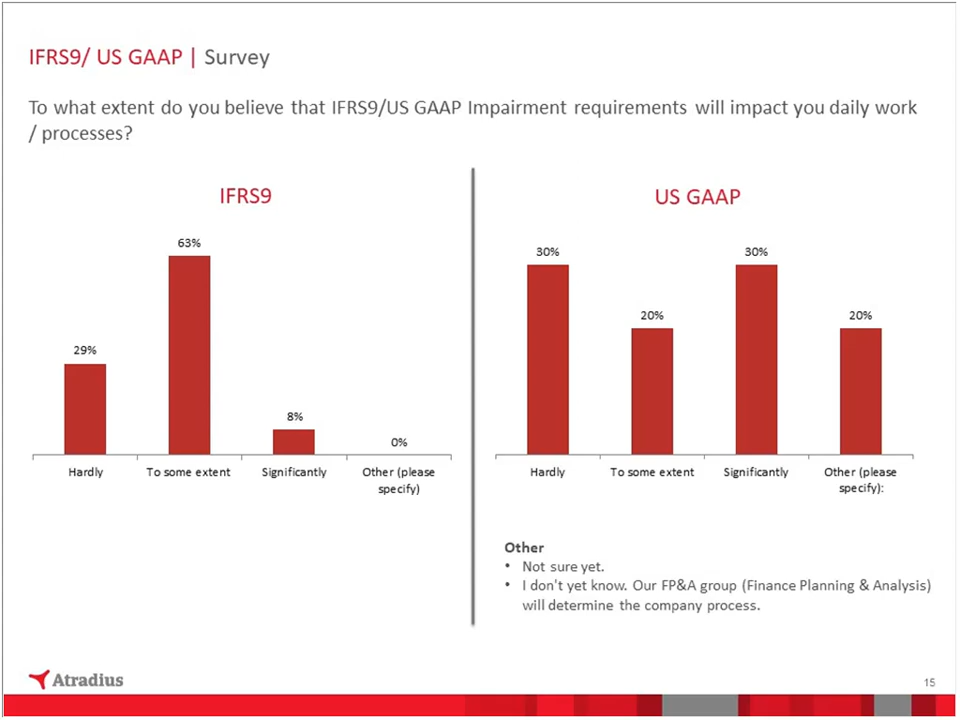 IFRS9/ US GAAP | Survey
To what extent do you believe that IFRS9/US GAAP Impairment requirements will impact you daily work
/ processes?
IFRS9
63%
29%
8%
0%
Hardly
To some extent
Significantly
Other (please
specify)
US GAAP
30%
20%
30%
20%
Hardly
To some extent
Significantly
Other (please
specify):
Other
• Not sure yet.
• I don't yet know. Our FP&A group (Finance Planning & Analysis)
will determine the company process.
Atradius
15